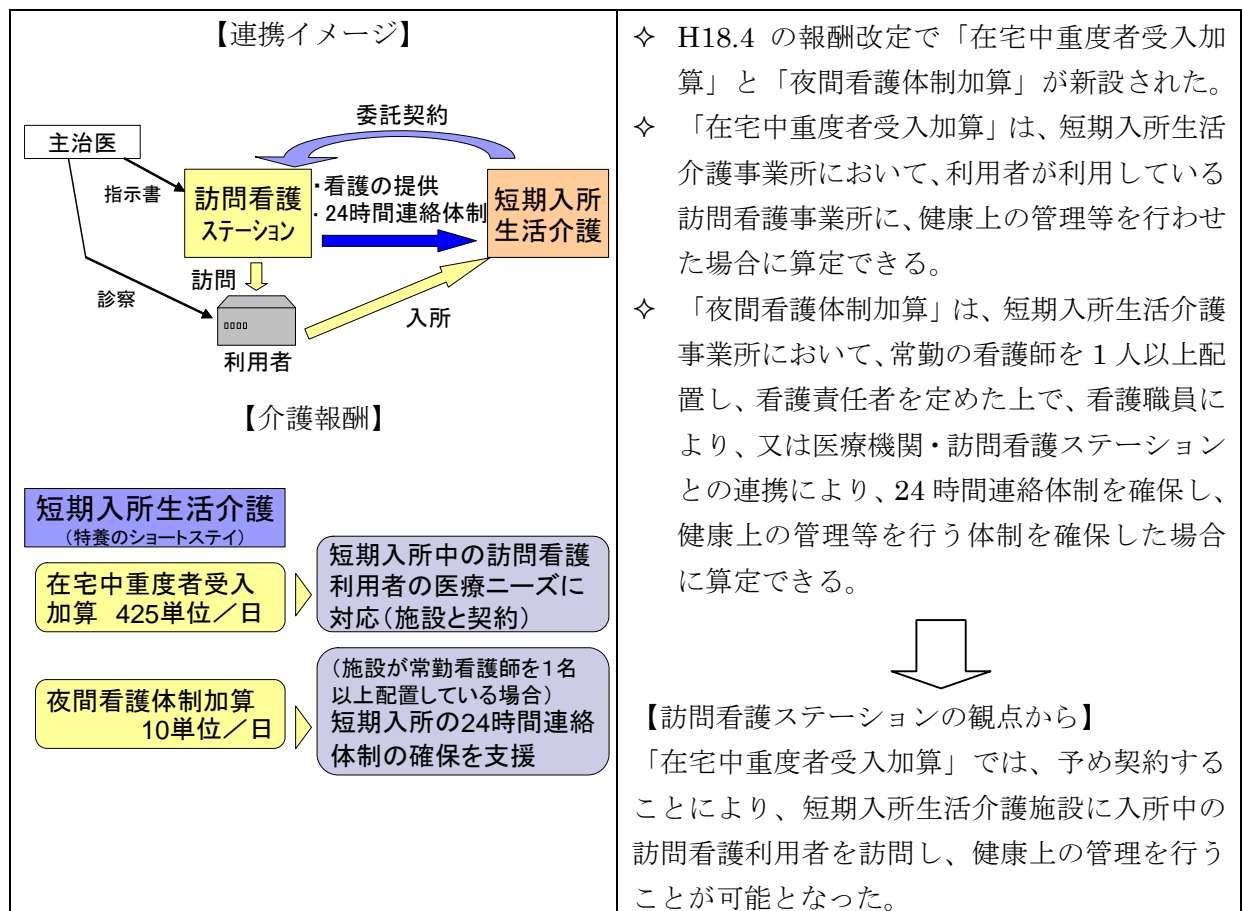 【連携イメージ】
委託契約
主治医
指示書
訪問看護
ステーション
・看護の提供
・24時間連絡体制
短期入所
生活介護
訪問
診察
入所
利用者
【介護報酬】
短期入所生活介護
(特養のショートステイ)
在宅中重度者受入
加算 425単位／日
短期入所中の訪問看護
利用者の医療ニーズに
対応(施設と契約)
夜間看護体制加算
10単位／日
(施設が常勤看護師を1名
以上配置している場合)
短期入所の24時間連絡
体制の確保を支援
✧ H18.4 の報酬改定で「在宅中重度者受入加
算」と「夜間看護体制加算」が新設された。
✧ 「在宅中重度者受入加算」は、短期入所生活
介護事業所において、利用者が利用している
訪問看護事業所に、健康上の管理等を行わせ
た場合に算定できる。
✧ 「夜間看護体制加算」は、短期入所生活介護
事業所において、常勤の看護師を 1 人以上配
置し、看護責任者を定めた上で、看護職員に
より、又は医療機関・訪問看護ステーション
との連携により、24 時間連絡体制を確保し、
健康上の管理等を行う体制を確保した場合
に算定できる。
【訪問看護ステーションの観点から】
「在宅中重度者受入加算」では、予め契約する
ことにより、短期入所生活介護施設に入所中の
訪問看護利用者を訪問し、健康上の管理を行う
ことが可能となった。